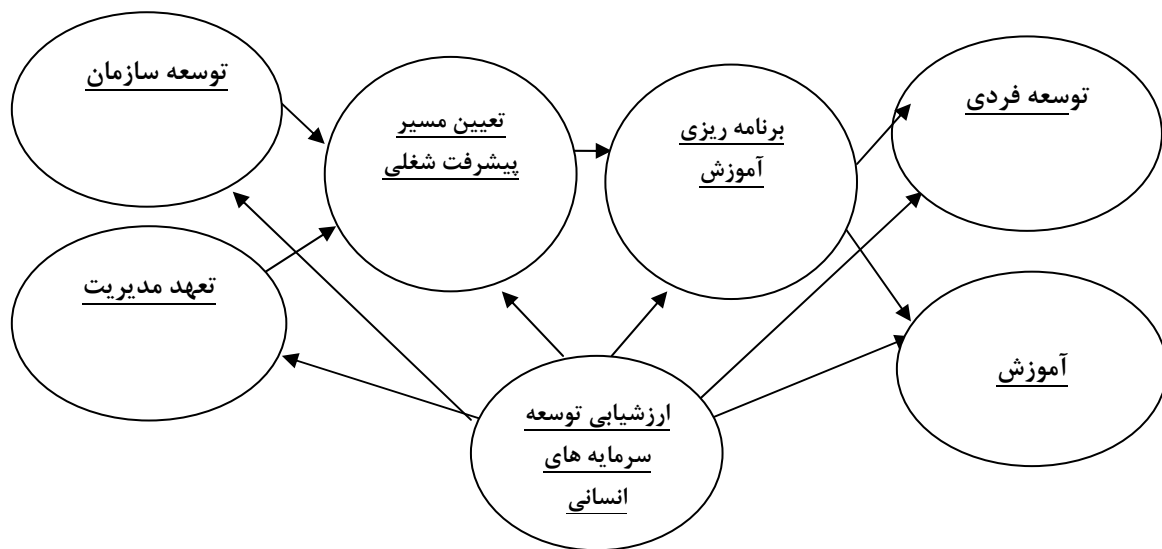 توسعه سازمان
تعیین مسیر
پیشرفت شغلی
برنامه ریزی
آموزش
توسعه فردی
تعهد مدیریت
آموزش
ارزشیابی توسعه
سرمایه های
انسانی